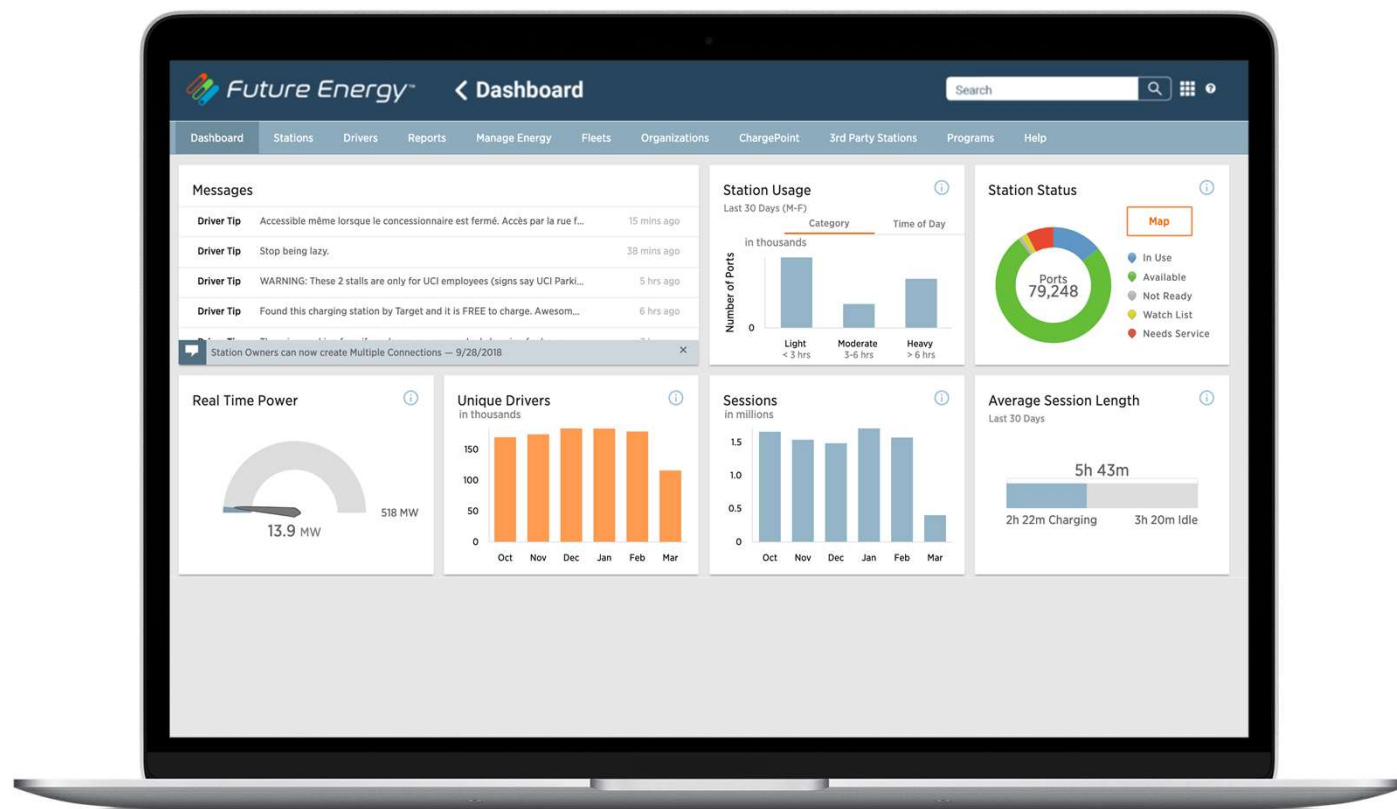 Future Energy™
Dashboard
Search
Dashboard Stations Drivers Reports Manage Energy Fleets Organizations ChargePoint 3rd Party Stations Programs Help
Messages
Driver Tip Accessible même lorsque le concessionnaire est fermé. Accès par la rue f... 15 mins ago
Driver Tip Stop being lazy. 38 mins ago
Driver Tip WARNING: These 2 stalls are only for UCI employees (signs say UCI Parki... 5 hrs ago
Driver Tip Found this charging station by Target and it is FREE to charge. Awesom... 6 hrs ago
Station Owners can now create Multiple Connections — 9/28/2018
Station Usage
Last 30 Days (M-F)
Category Time of Day
in thousands
Number of Ports
0
Light Moderate Heavy
< 3 hrs 3-6 hrs > 6 hrs
Station Status
Map
Ports
79,248
In Use
Available
Not Ready
Watch List
Needs Service
Real Time Power
518 MW
13.9 MW
Unique Drivers
in thousands
150
100
50
0
Oct Nov Dec Jan Feb Mar
Sessions
in millions
1.5
1.0
0.5
0
Oct Nov Dec Jan Feb Mar
Average Session Length
Last 30 Days
5h 43m
2h 22m Charging 3h 20m Idle